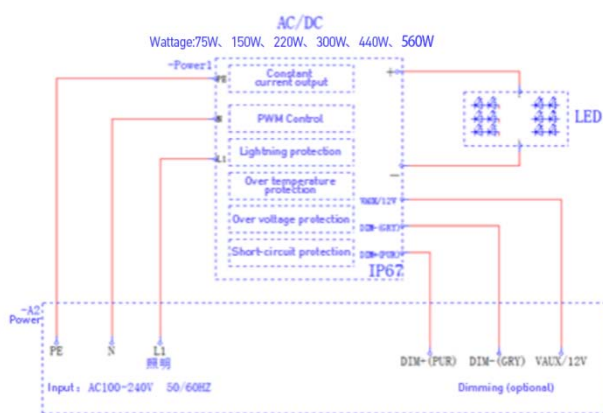 AC/DC
Wattage:75W、 150W、 220W、 300W、 440W、 560W
-Power1
PE
Constant
current output
+
N
PWM Control
LED
L1
Lightning protection
Over temperature
protection
−
VAUX/12V
Over voltage protection
DIM-(GRY)
Short-circuit protection
DIM+(PUR)
IP67
-A2
Power
PE
N
L1
照明
DIM+(PUR)
DIM-(GRY)
VAUX/12V
Input: AC100-240V 50/60HZ
Dimming (optional)